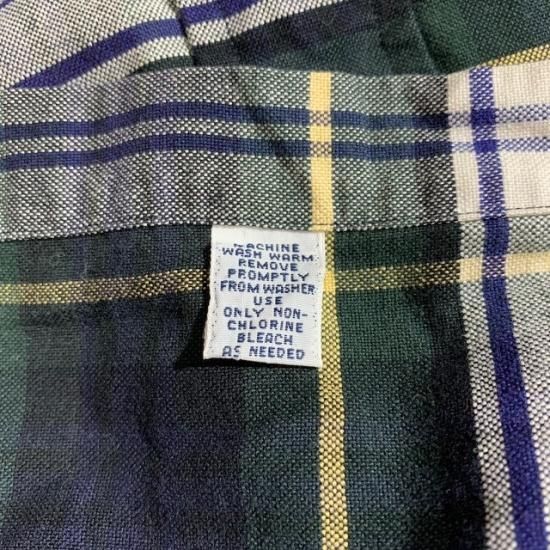 MACHINE
WASH WARM
REMOVE
PROMPTLY
FROM WASHER
USE
ONLY NON-
CHLORINE
BLEACH
AS NEEDED